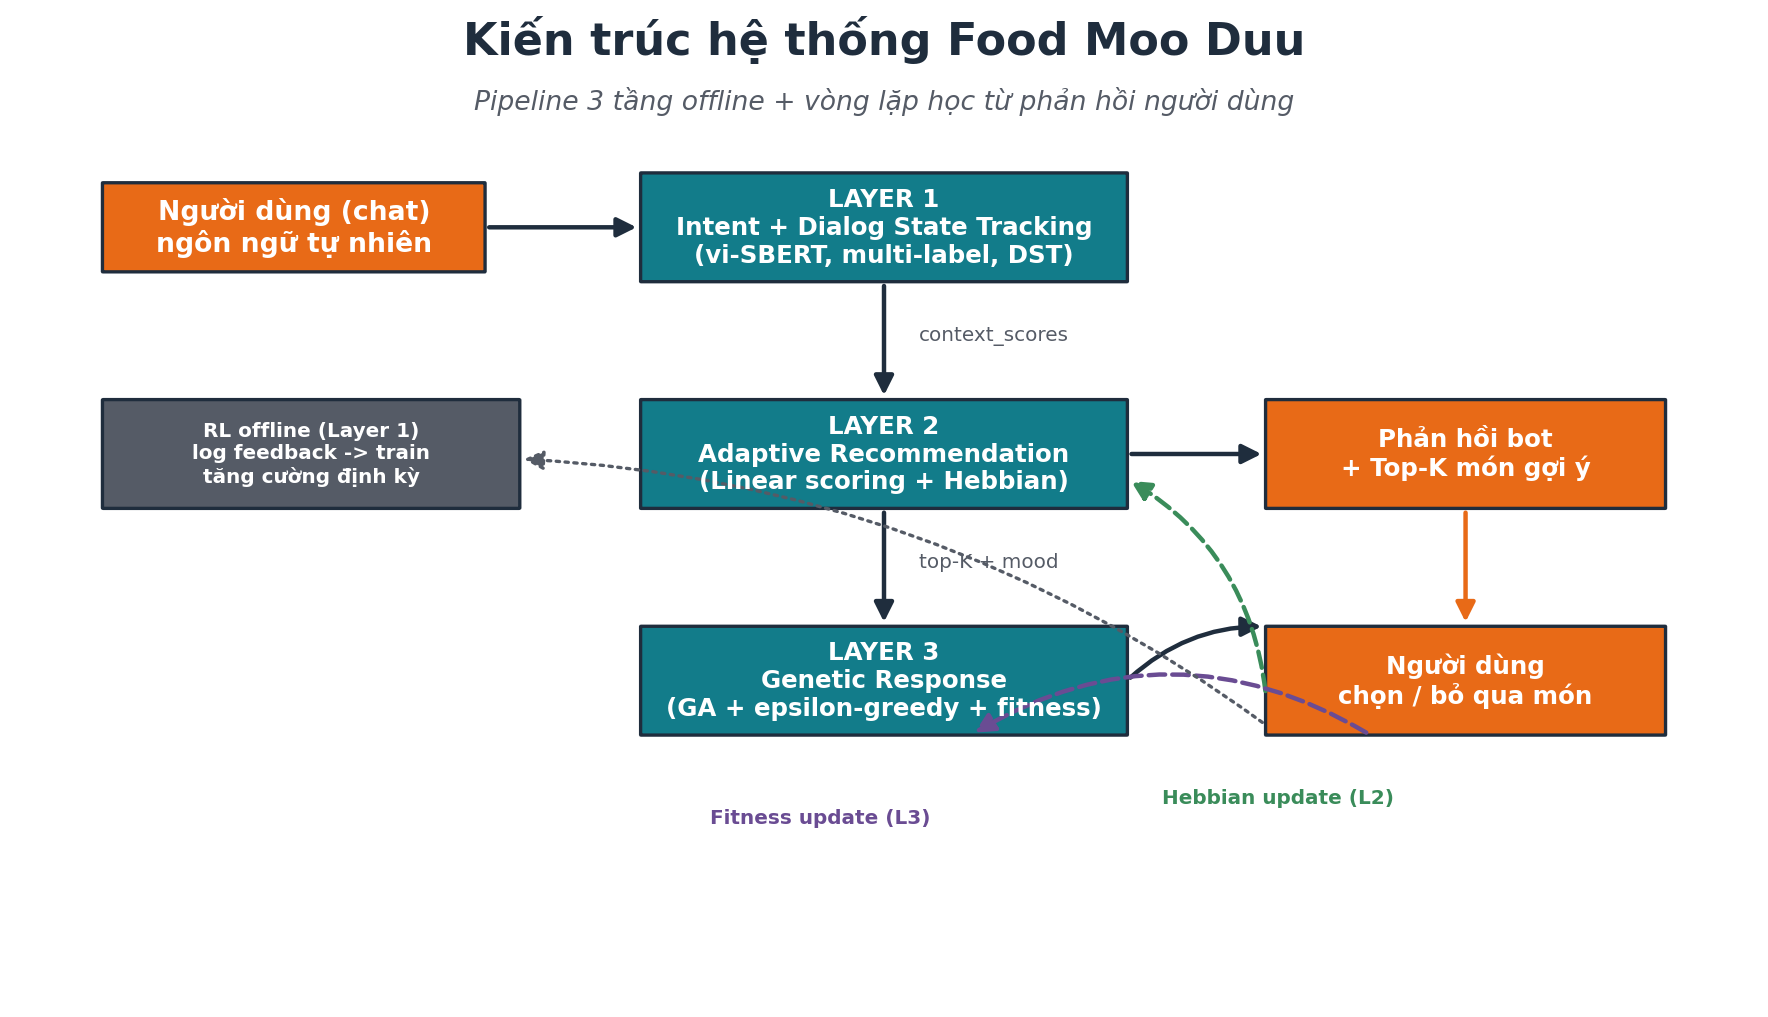 Kiến trúc hệ thống Food Moo Duu
Pipeline 3 tầng offline + vòng lặp học từ phản hồi người dùng
Người dùng (chat)
ngôn ngữ tự nhiên
LAYER 1
Intent + Dialog State Tracking
(vi-SBERT, multi-label, DST)
context_scores
RL offline (Layer 1)
log feedback -> train
tăng cường định kỳ
LAYER 2
Adaptive Recommendation
(Linear scoring + Hebbian)
Phản hồi bot
+ Top-K món gợi ý
top-K + mood
LAYER 3
Genetic Response
(GA + epsilon-greedy + fitness)
Người dùng
chọn / bỏ qua món
Hebbian update (L2)
Fitness update (L3)